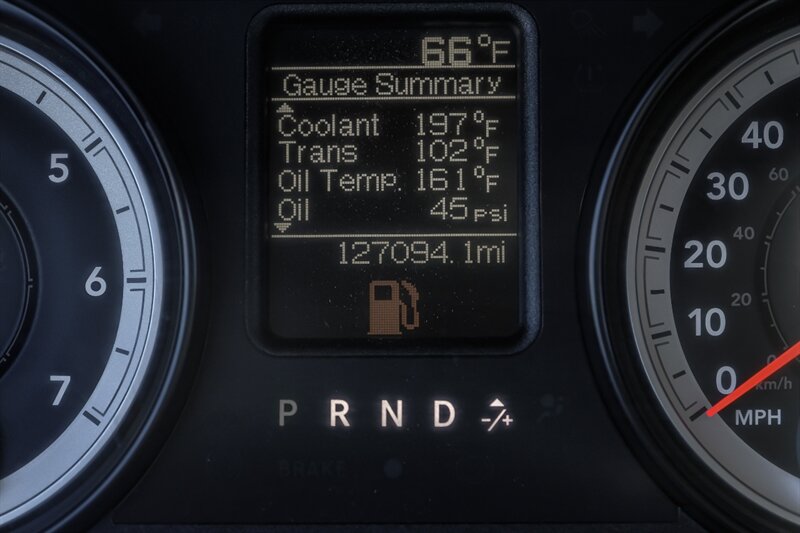 66°F
Gauge Summary
Coolant 197°F
Trans 102°F
Oil Temp. 161°F
Oil 45 PSI
127094.1mi
P R N D -/+
BRAKE
5
6
7
40
30
20
10
0
MPH
60
40
20
0
km/h